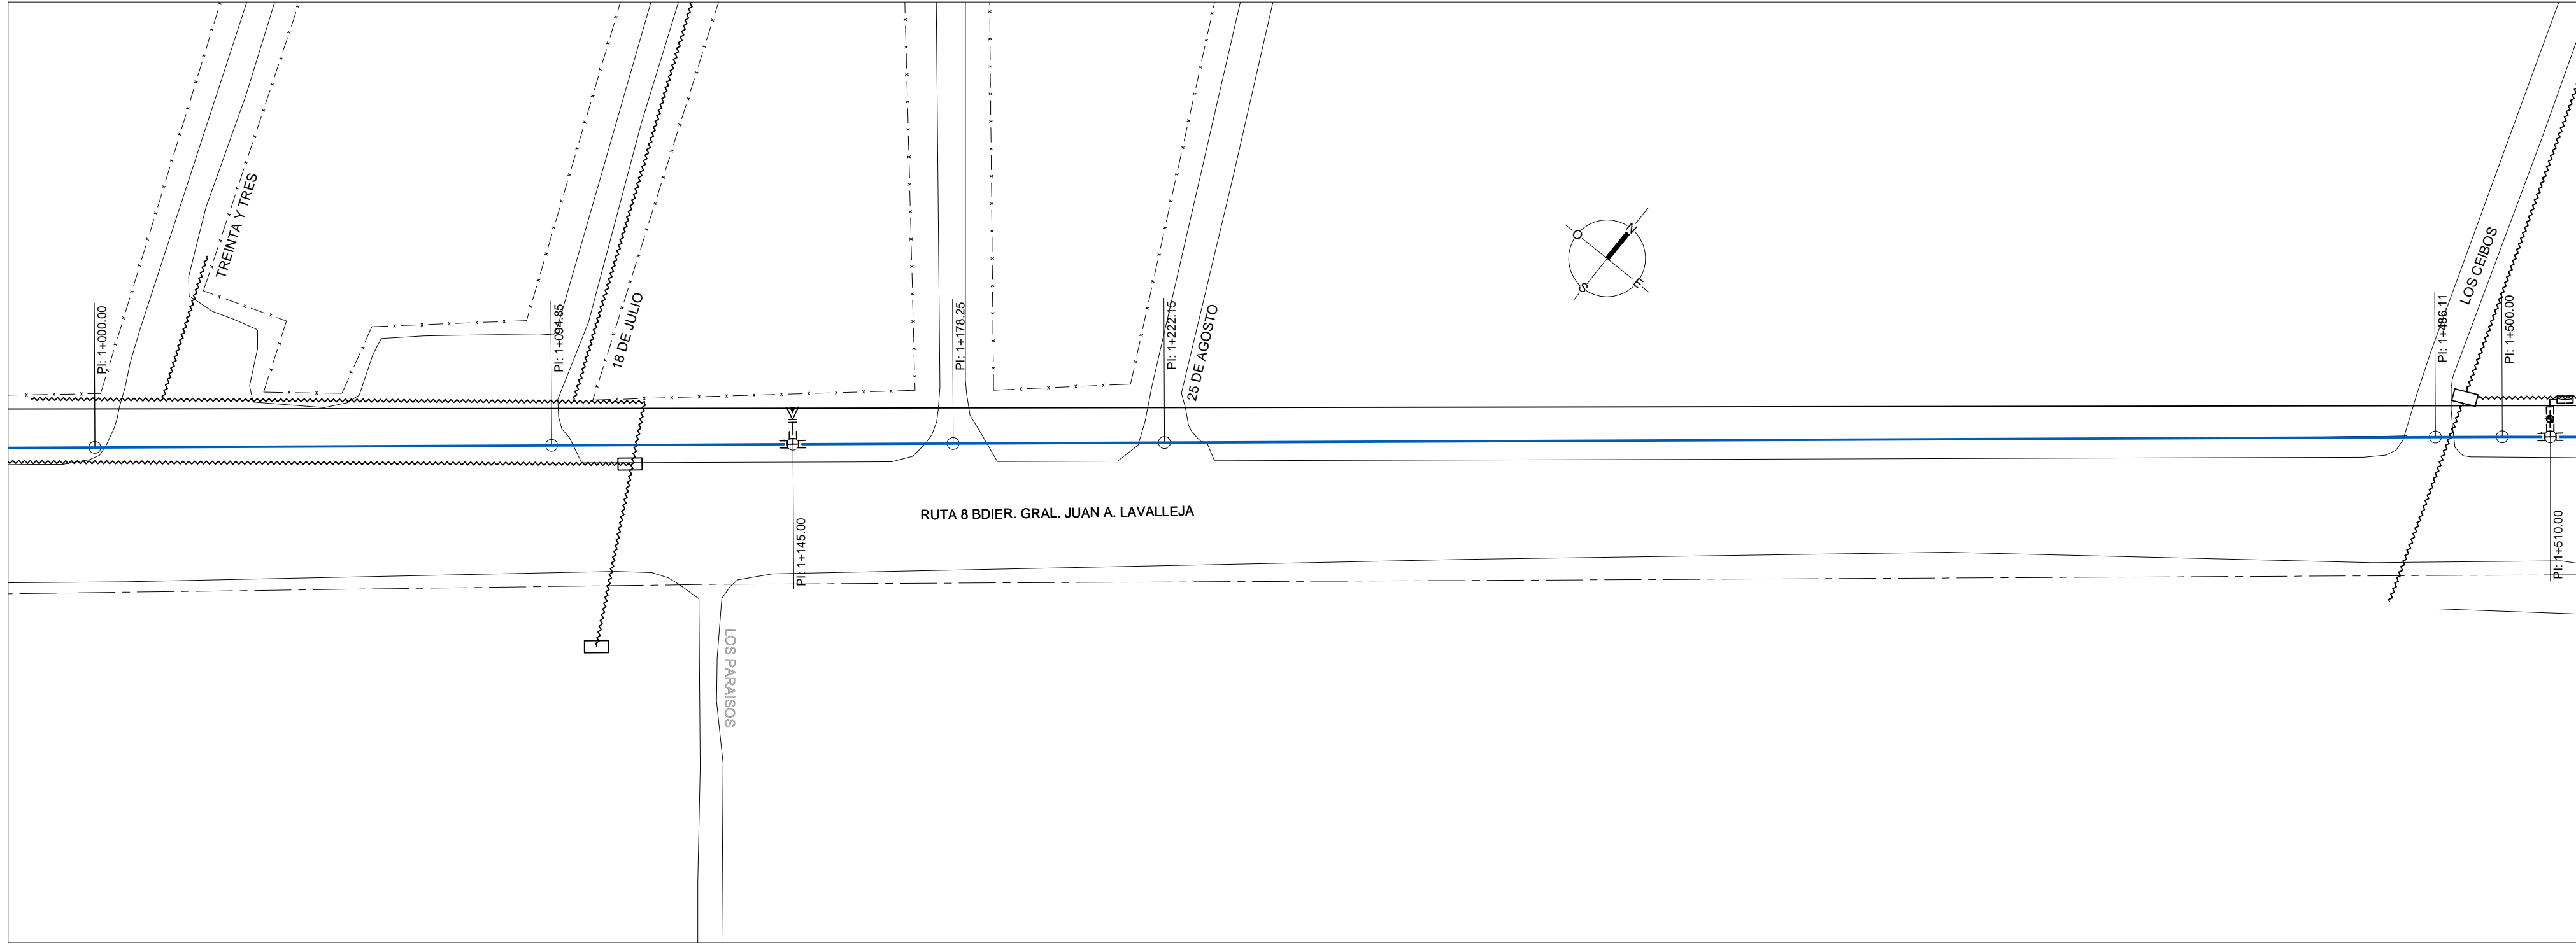 TREINTA Y TRES
18 DE JULIO
25 DE AGOSTO
LOS CEIBOS
N
O
S
E
PI: 1+000.00
PI: 1+094.85
PI: 1+178.25
PI: 1+222.15
PI: 1+486.11
PI: 1+500.00
PI: 1+145.00
RUTA 8 BDIER. GRAL. JUAN A. LAVALLEJA
PI: 1+510.00
LOS PARAISOS